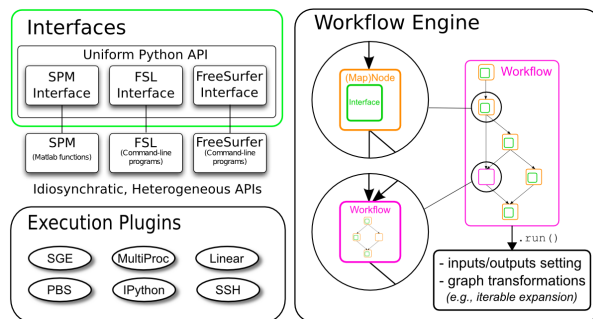 Interfaces
Uniform Python API
SPM
Interface
FSL
Interface
FreeSurfer
Interface
SPM
(Matlab functions)
FSL
(Command-line
programs)
FreeSurfer
(Command-line
programs)
Idiosynchratic, Heterogeneous APIs
Execution Plugins
SGE
MultiProc
Linear
PBS
IPython
SSH
Workflow Engine
(Map)Node
Interface
Workflow
Workflow
.run()
- inputs/outputs setting
- graph transformations
(e.g., iterable expansion)